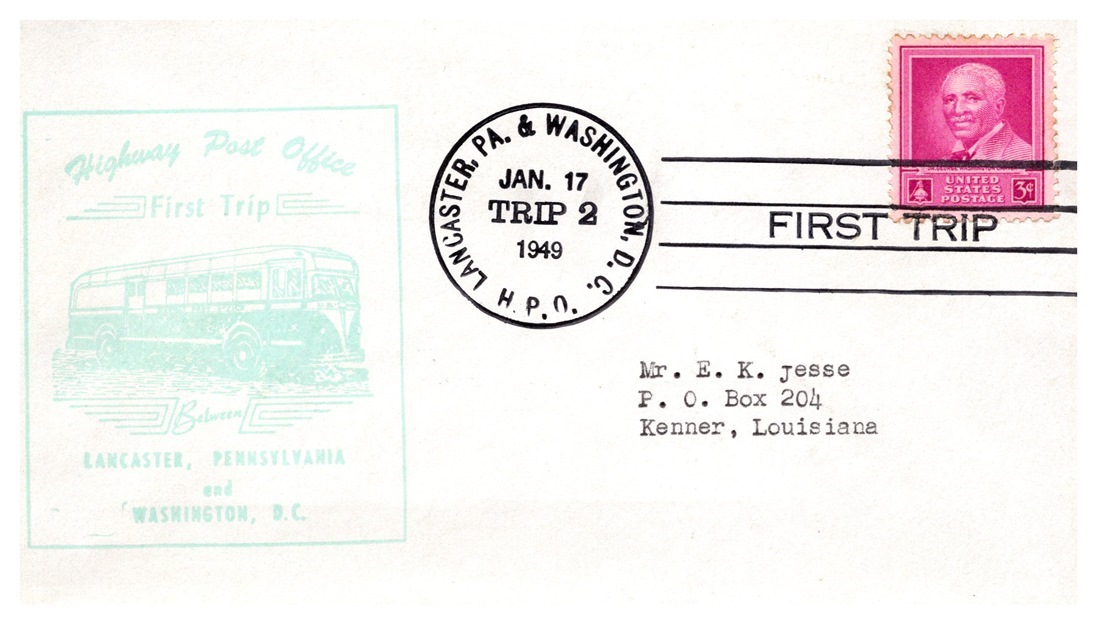 Highway Post Office
First Trip
Between
LANCASTER, PENNSYLVANIA
and
WASHINGTON, D.C.
LANCASTER, PA. & WASHINGTON, D. C.
JAN. 17
TRIP 2
1949
H. P. O.
FIRST TRIP
UNITED
STATES
POSTAGE
3¢
Mr. E. K. Jesse
P. O. Box 204
Kenner, Louisiana